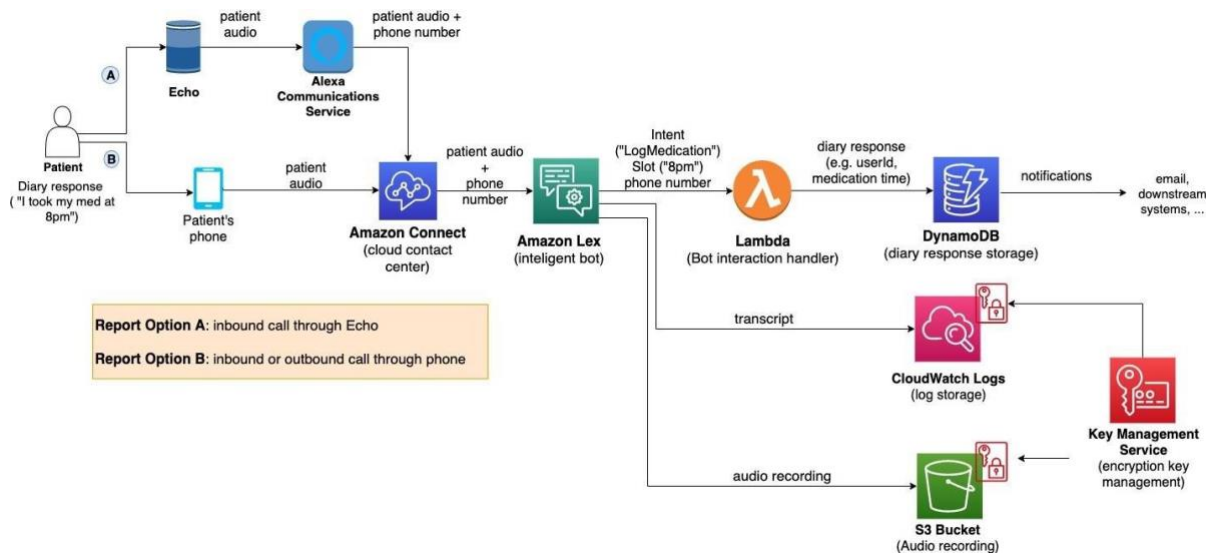 patient
audio
patient audio +
phone number
A
Echo
Alexa
Communications
Service
Patient
Diary response
( "I took my med at
8pm")
B
Patient's
phone
patient
audio
Amazon Connect
(cloud contact
center)
patient audio
+
phone
number
Amazon Lex
(inteligent bot)
Intent
("LogMedication")
Slot ("8pm")
phone number
Lambda
(Bot interaction handler)
diary response
(e.g. userId,
medication time)
DynamoDB
(diary response storage)
notifications
email,
downstream
systems, ...
Report Option A: inbound call through Echo
Report Option B: inbound or outbound call through phone
transcript
CloudWatch Logs
(log storage)
Key Management
Service
(encryption key
management)
audio recording
S3 Bucket
(Audio recording)